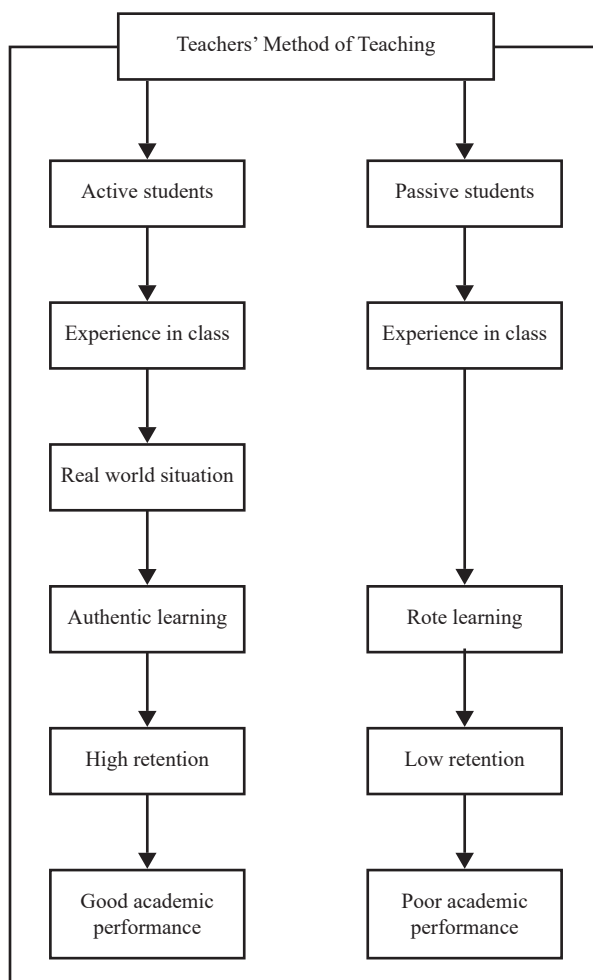 Teachers’ Method of Teaching
Active students
Passive students
Experience in class
Experience in class
Real world situation
Authentic learning
Rote learning
High retention
Low retention
Good academic
performance
Poor academic
performance